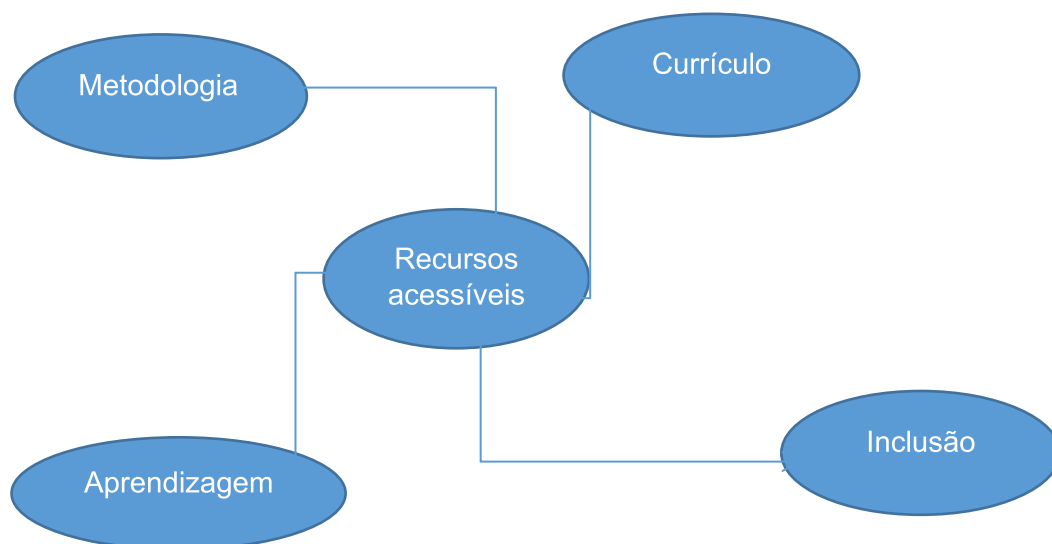 Metodologia
Currículo
Recursos
acessíveis
Aprendizagem
Inclusão